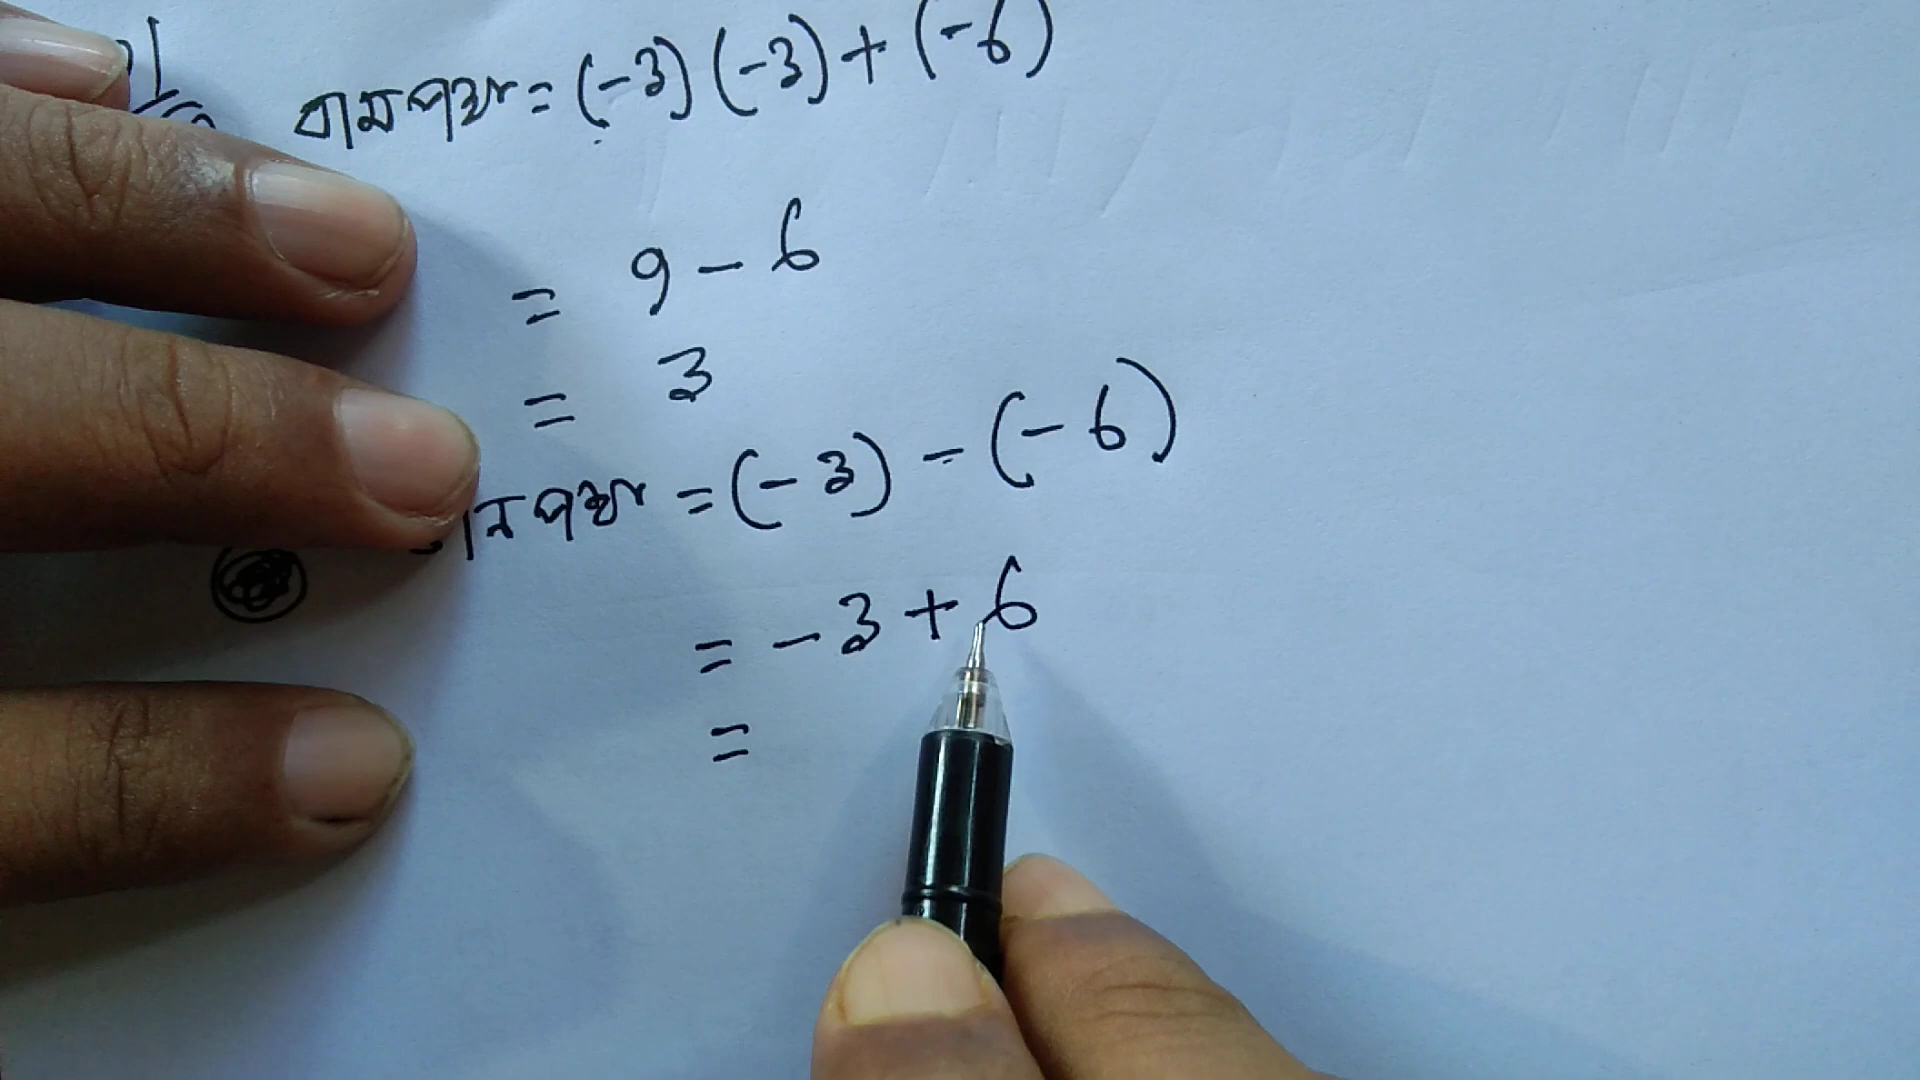 বামপক্ষ = (-3) (-3) + (-6)
= 9 - 6
= 3
ানপক্ষ = (-3) - (-6)
= -3 + 6
=